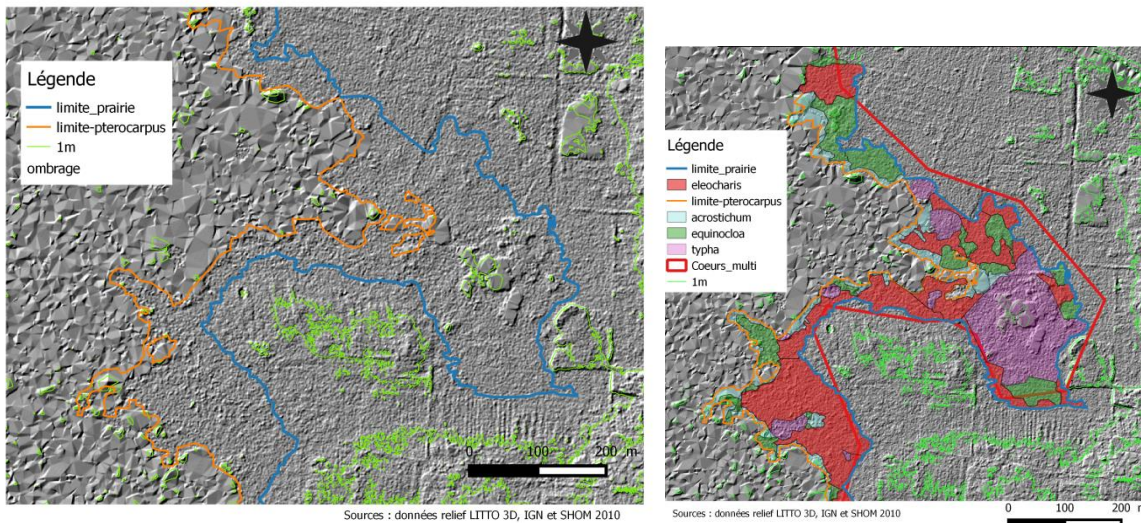 Légende
limite_prairie
limite-pterocarpus
1m
ombrage
0 100 200 m
Sources : données relief LITTO 3D, IGN et SHOM 2010
Légende
limite_prairie
eleocharis
limite-pterocarpus
acrostichum
equinocloa
typha
Coeurs_multi
1m
0 100 200 m
Sources : données relief LITTO 3D, IGN et SHOM 2010